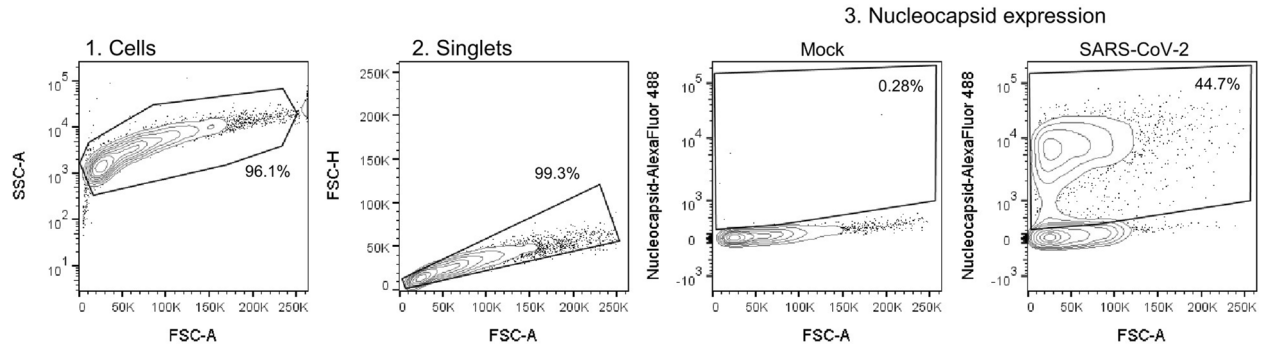 3. Nucleocapsid expression
1. Cells
2. Singlets
Mock
SARS-CoV-2
SSC-A
10^5
10^4
10^3
10^2
10^1
96.1%
0 50K 100K 150K 200K 250K
FSC-A
FSC-H
250K
200K
150K
100K
50K
0
99.3%
0 50K 100K 150K 200K 250K
FSC-A
Nucleocapsid-AlexaFluor 488
10^5
10^4
10^3
0
-10^3
0.28%
0 50K 100K 150K 200K 250K
FSC-A
Nucleocapsid-AlexaFluor 488
10^5
10^4
10^3
0
-10^3
44.7%
0 50K 100K 150K 200K 250K
FSC-A